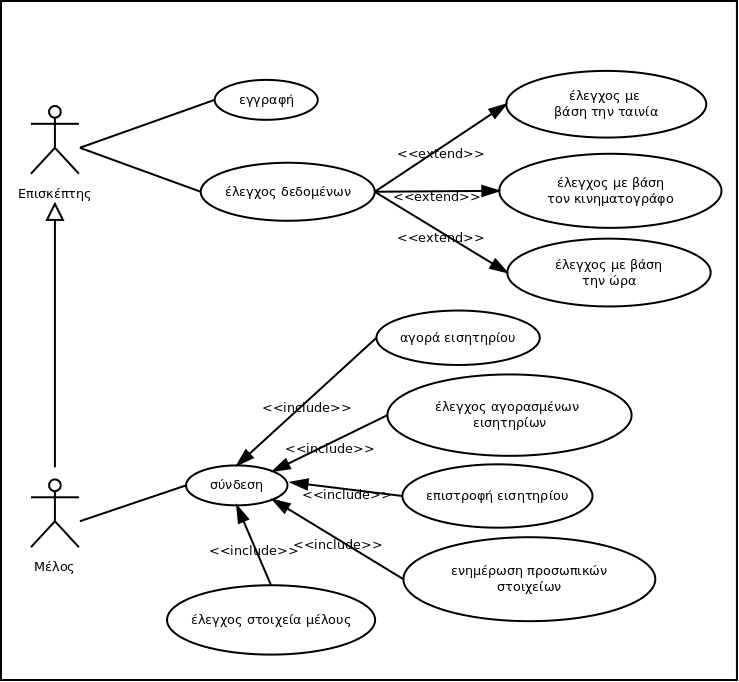 εγγραφή
Επισκέπτης
έλεγχος δεδομένων
<<extend>>
<<extend>>
<<extend>>
έλεγχος με
βάση την ταινία
έλεγχος με βάση
τον κινηματογράφο
έλεγχος με βάση
την ώρα
αγορά εισητηρίου
<<include>>
έλεγχος αγορασμένων
εισητηρίων
<<include>>
σύνδεση
<<include>>
επιστροφή εισητηρίου
Μέλος
<<include>>
<<include>>
ενημέρωση προσωπικών
στοιχείων
έλεγχος στοιχεία μέλους